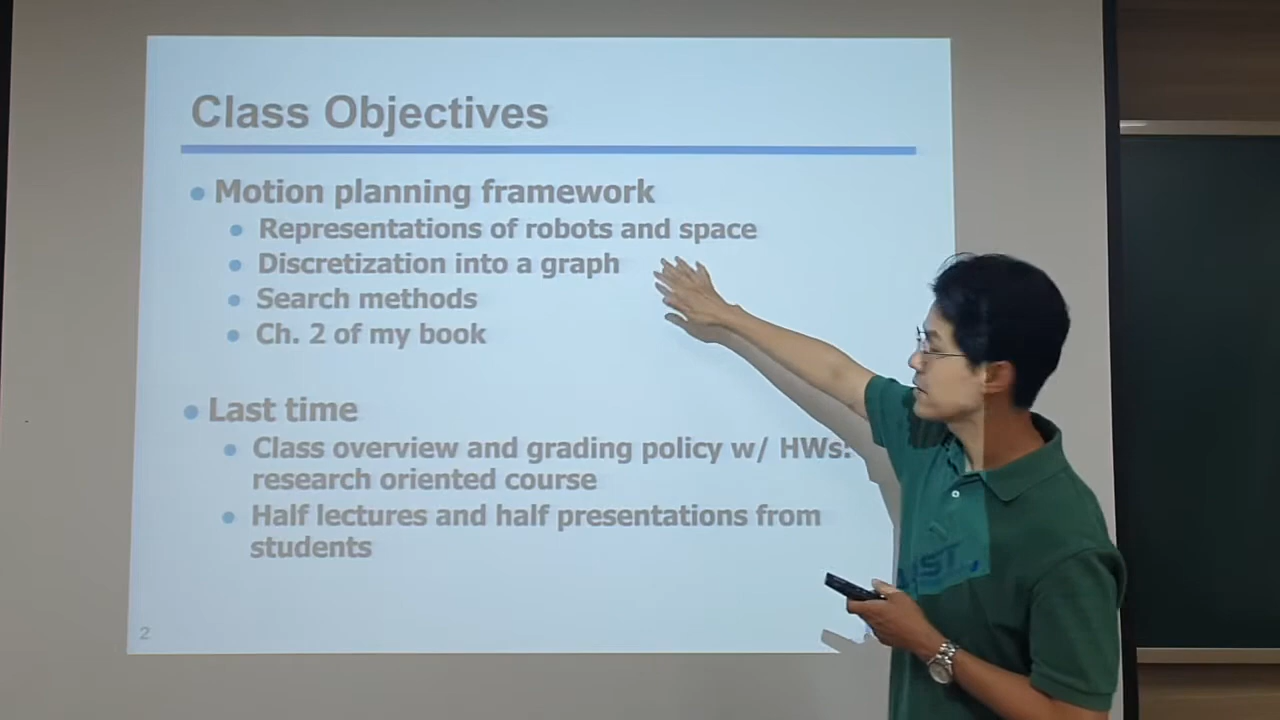 Class Objectives
Motion planning framework
Representations of robots and space
Discretization into a graph
Search methods
Ch. 2 of my book
Last time
Class overview and grading policy w/ HWs:
research oriented course
Half lectures and half presentations from
students
2